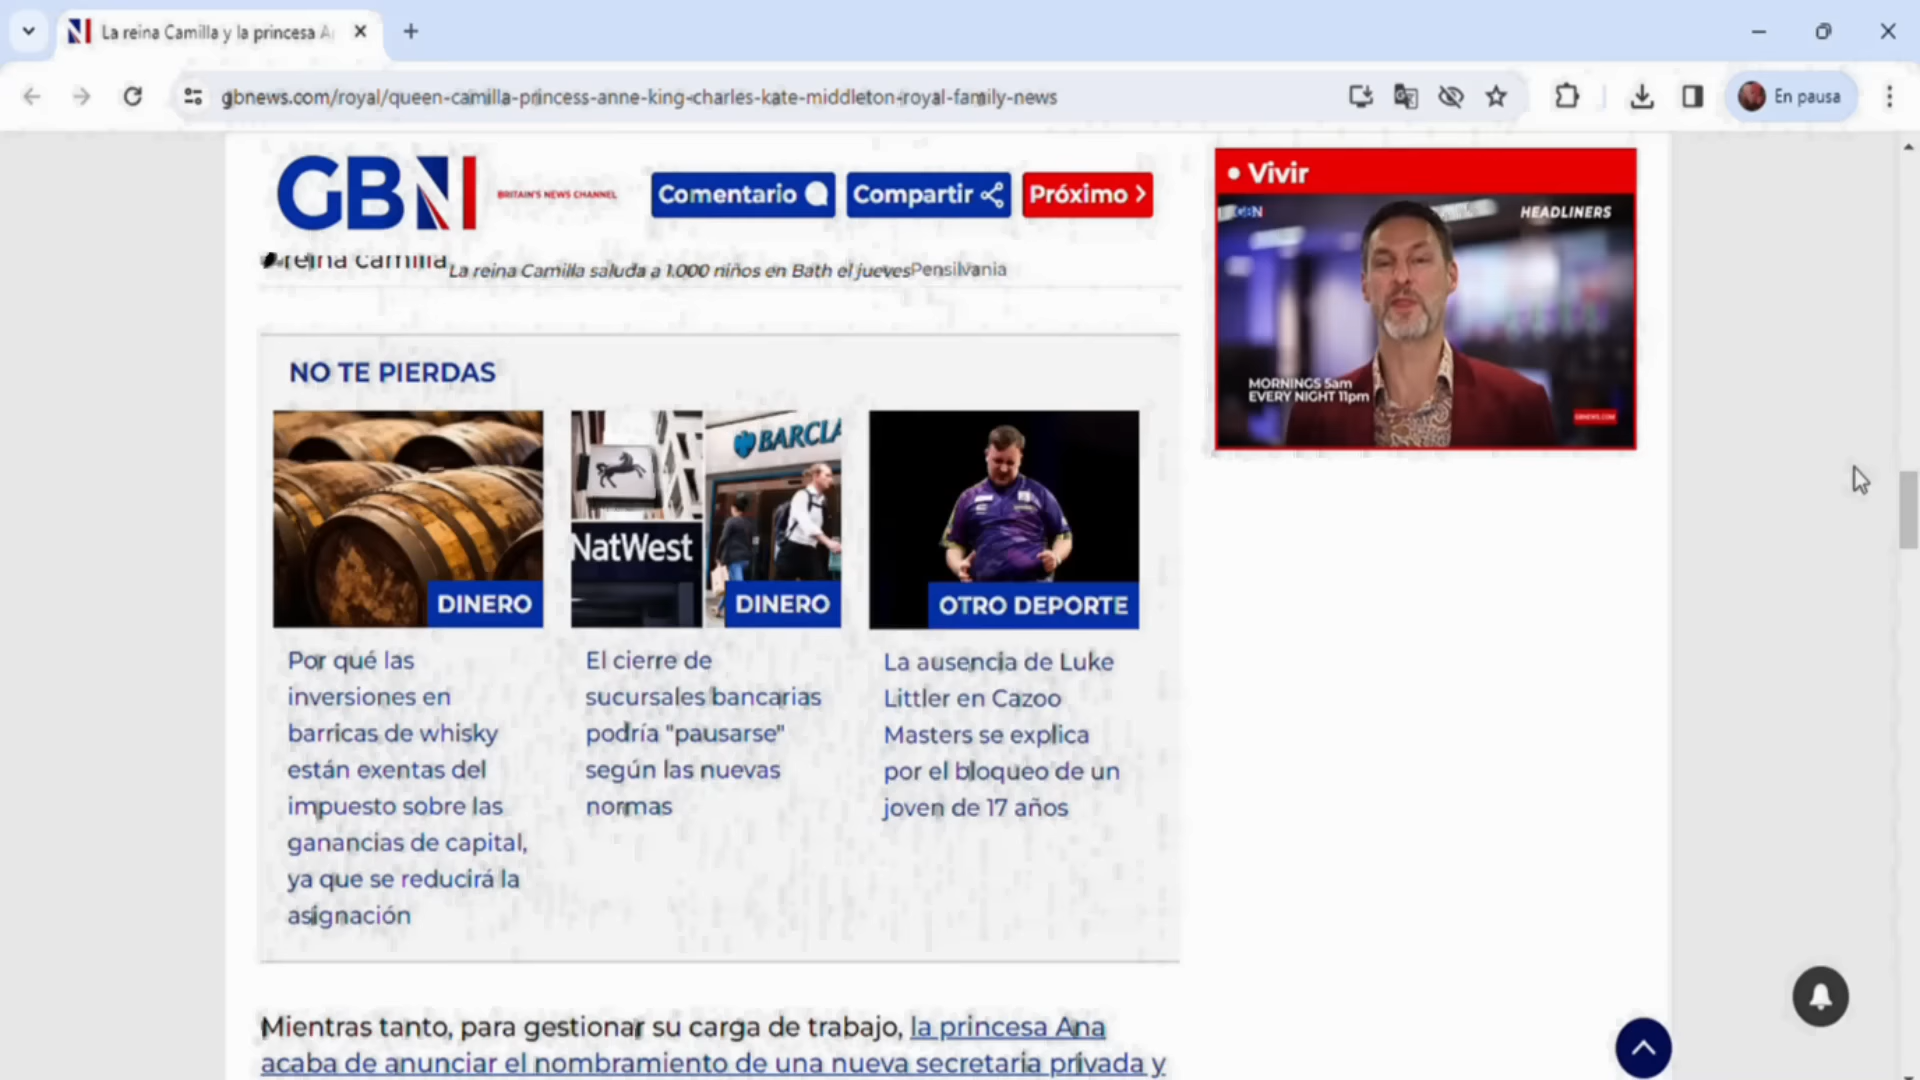 La reina Camilla y la princesa A
gbnews.com/royal/queen-camilla-princess-anne-king-charles-kate-middleton-royal-family-news
En pausa
GBN
BRITAIN'S NEWS CHANNEL
Comentario
Compartir
Próximo
reina camilla
La reina Camilla saluda a 1.000 niños en Bath el jueves Pensilvania
Vivir
GBN
HEADLINERS
MORNINGS 5am
EVERY NIGHT 11pm
GBNEWS.COM
NO TE PIERDAS
DINERO
Por qué las
inversiones en
barricas de whisky
están exentas del
impuesto sobre las
ganancias de capital,
ya que se reducirá la
asignación
BARCLA
NatWest
DINERO
El cierre de
sucursales bancarias
podría "pausarse"
según las nuevas
normas
OTRO DEPORTE
La ausencia de Luke
Littler en Cazoo
Masters se explica
por el bloqueo de un
joven de 17 años
Mientras tanto, para gestionar su carga de trabajo, la princesa Ana
acaba de anunciar el nombramiento de una nueva secretaria privada y